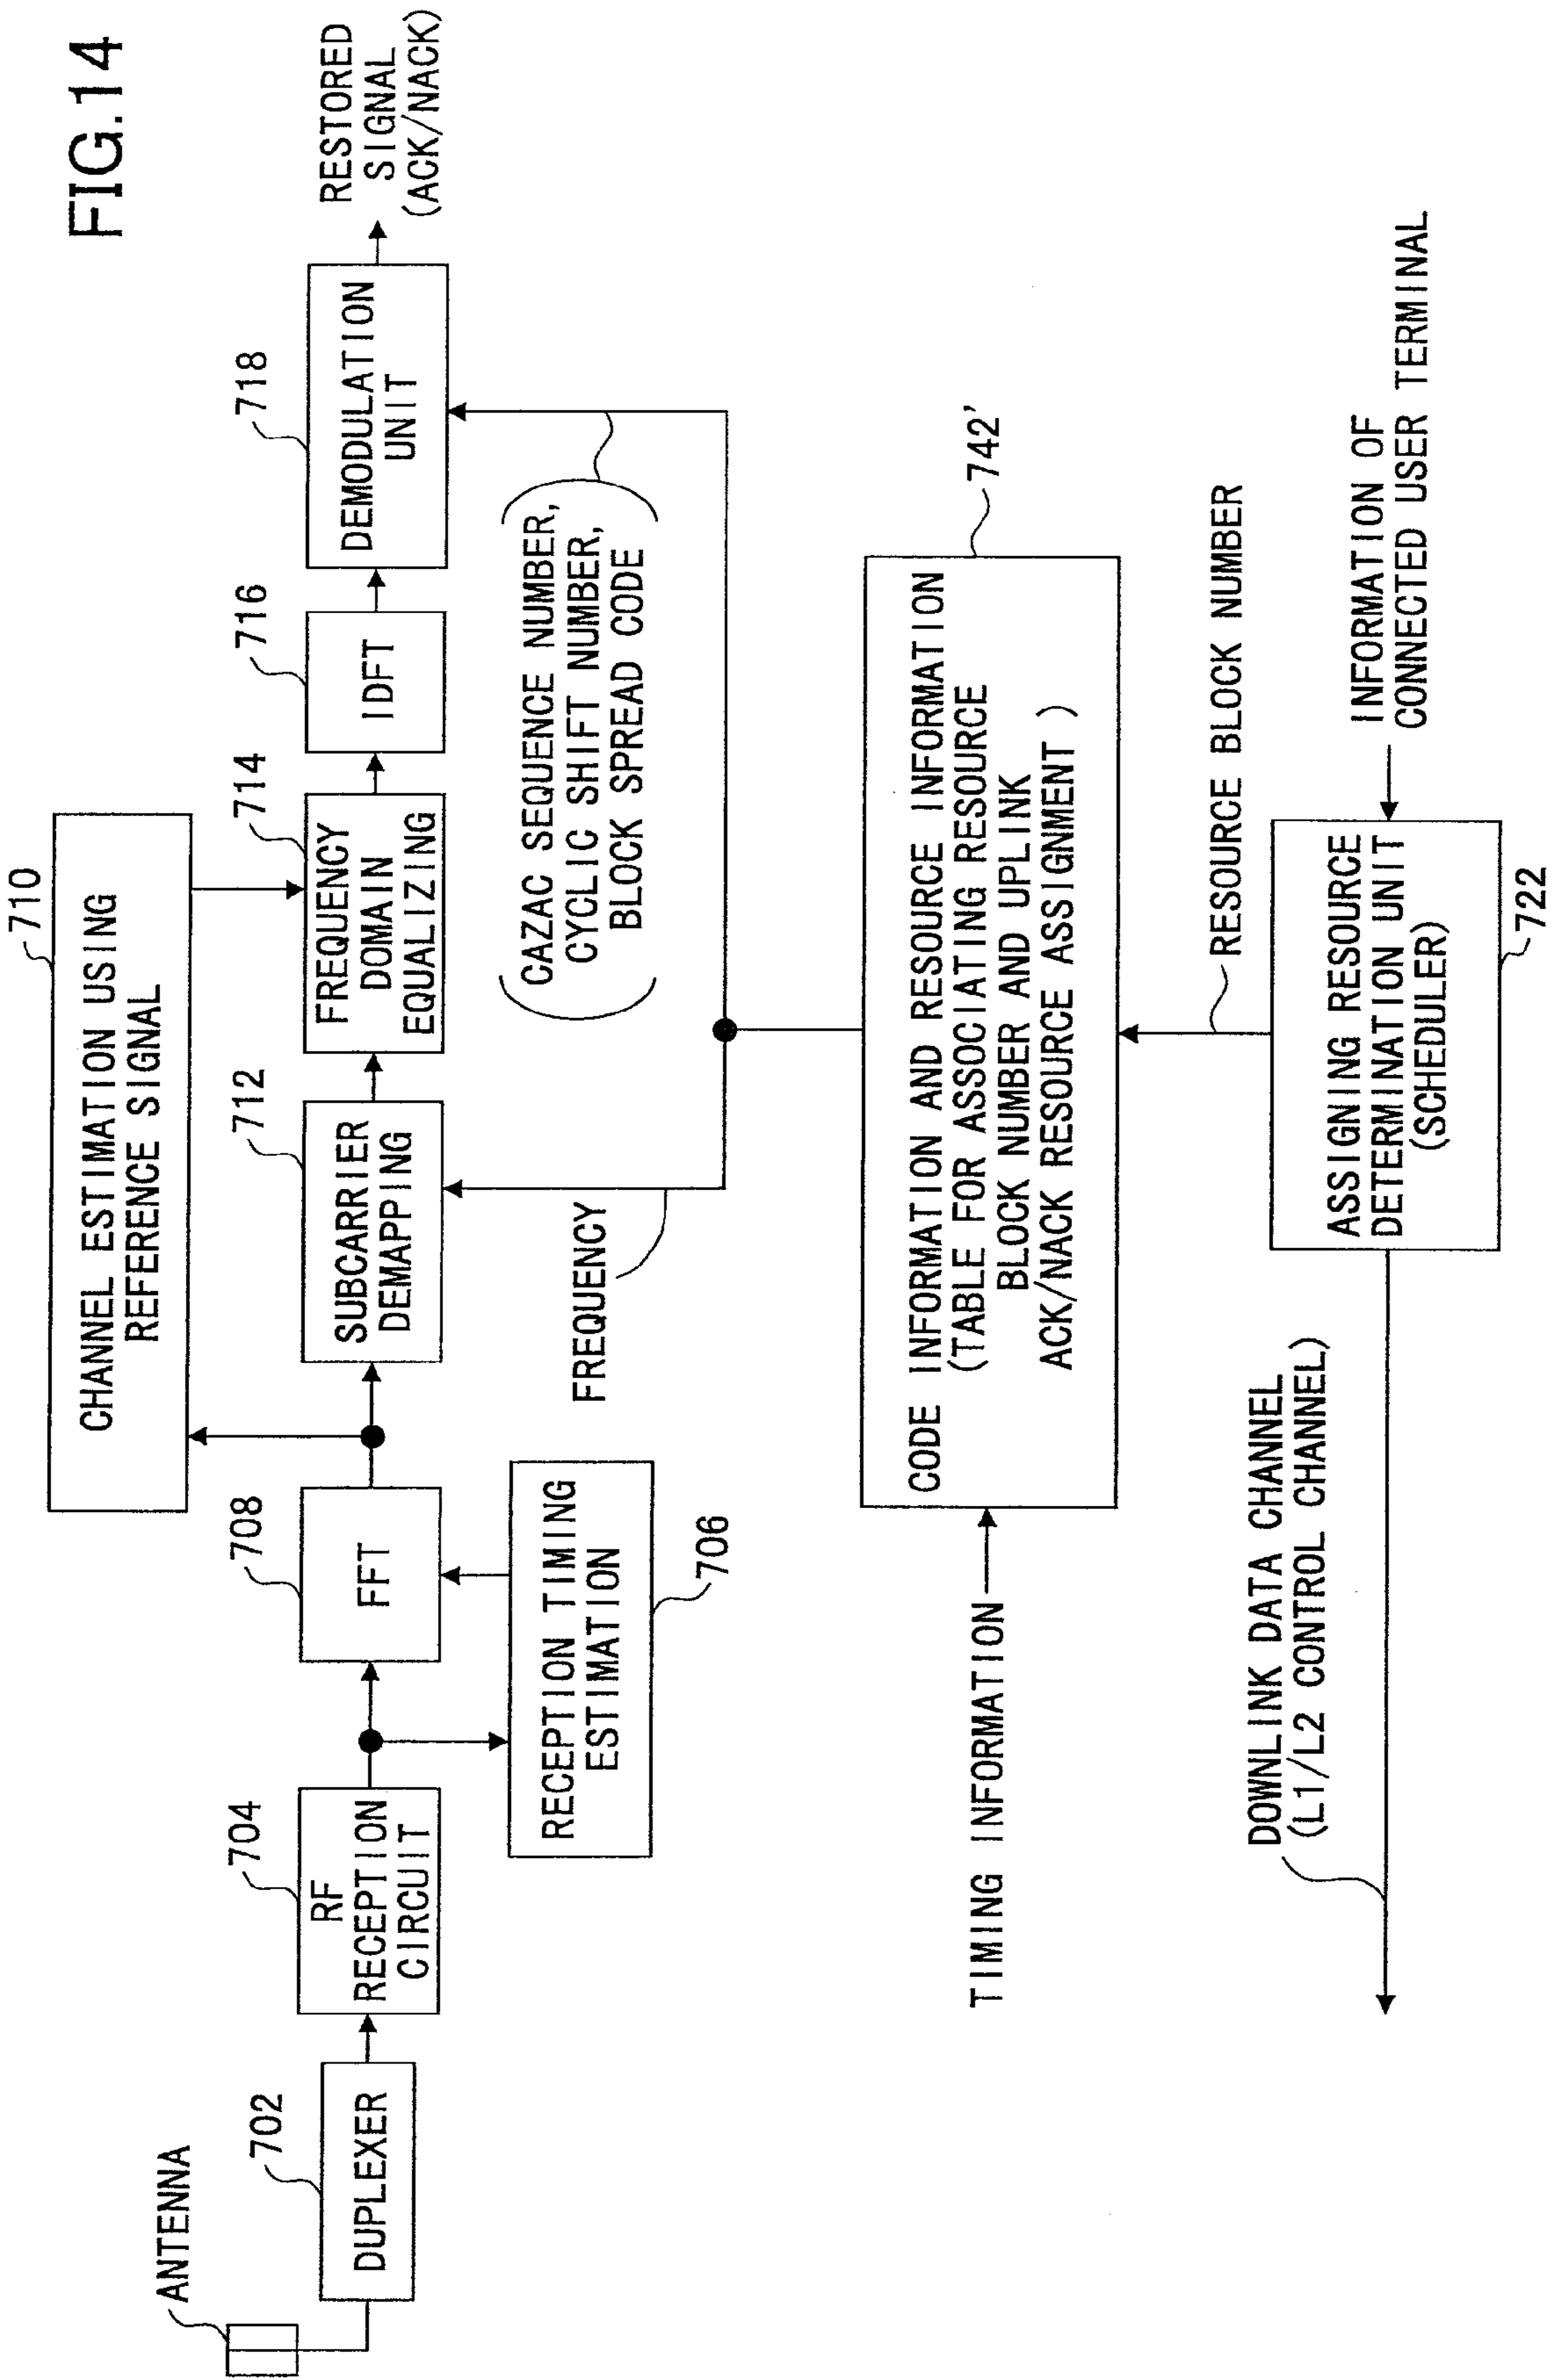 FIG.14
ANTENNA
702
DUPLEXER
704
RF
RECEPTION
CIRCUIT
708
FFT
RECEPTION TIMING
ESTIMATION
706
710
CHANNEL ESTIMATION USING
REFERENCE SIGNAL
712
SUBCARRIER
DEMAPPING
714
FREQUENCY
DOMAIN
EQUALIZING
716
IDFT
718
DEMODULATION
UNIT
RESTORED
SIGNAL
(ACK/NACK)
FREQUENCY
CAZAC SEQUENCE NUMBER,
CYCLIC SHIFT NUMBER,
BLOCK SPREAD CODE
TIMING INFORMATION
CODE INFORMATION AND RESOURCE INFORMATION
(TABLE FOR ASSOCIATING RESOURCE
BLOCK NUMBER AND UPLINK
ACK/NACK RESOURCE ASSIGNMENT )
742'
RESOURCE BLOCK NUMBER
DOWNLINK DATA CHANNEL
(L1/L2 CONTROL CHANNEL)
ASSIGNING RESOURCE
DETERMINATION UNIT
(SCHEDULER)
722
INFORMATION OF
CONNECTED USER TERMINAL